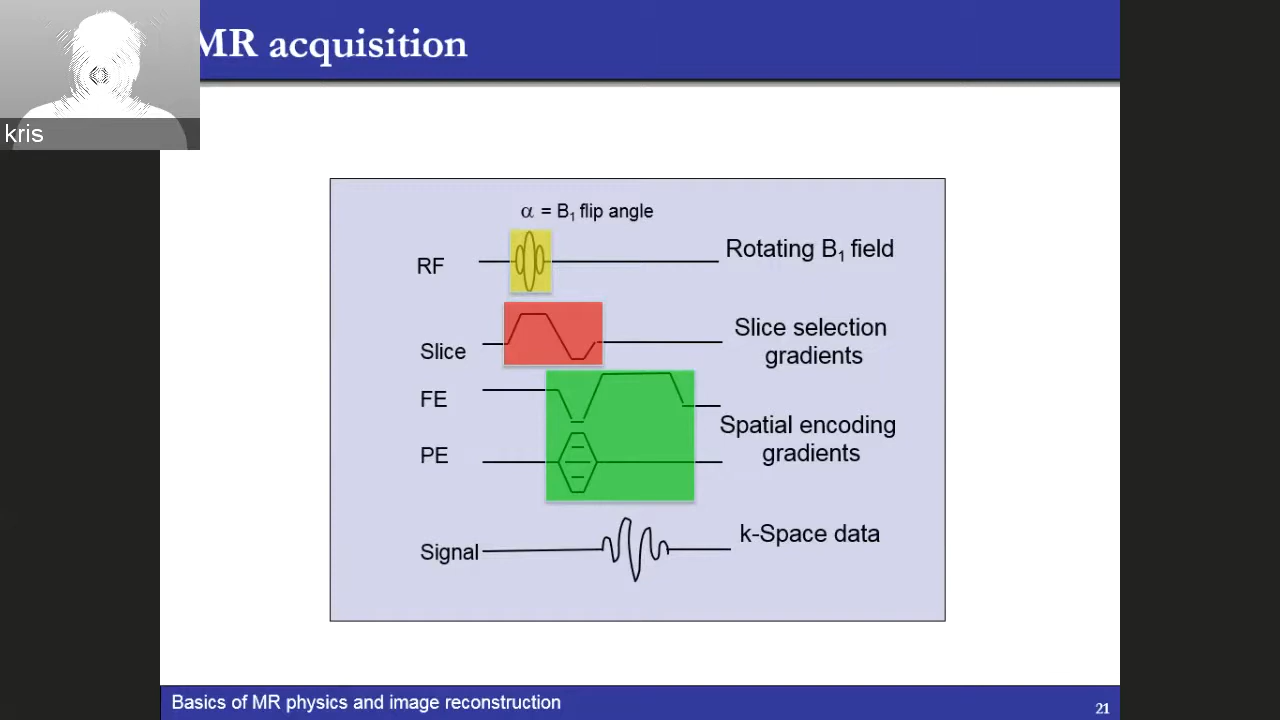 MR acquisition
kris
α = B1 flip angle
RF
Rotating B1 field
Slice
Slice selection
gradients
FE
Spatial encoding
gradients
PE
Signal
k-Space data
Basics of MR physics and image reconstruction
21